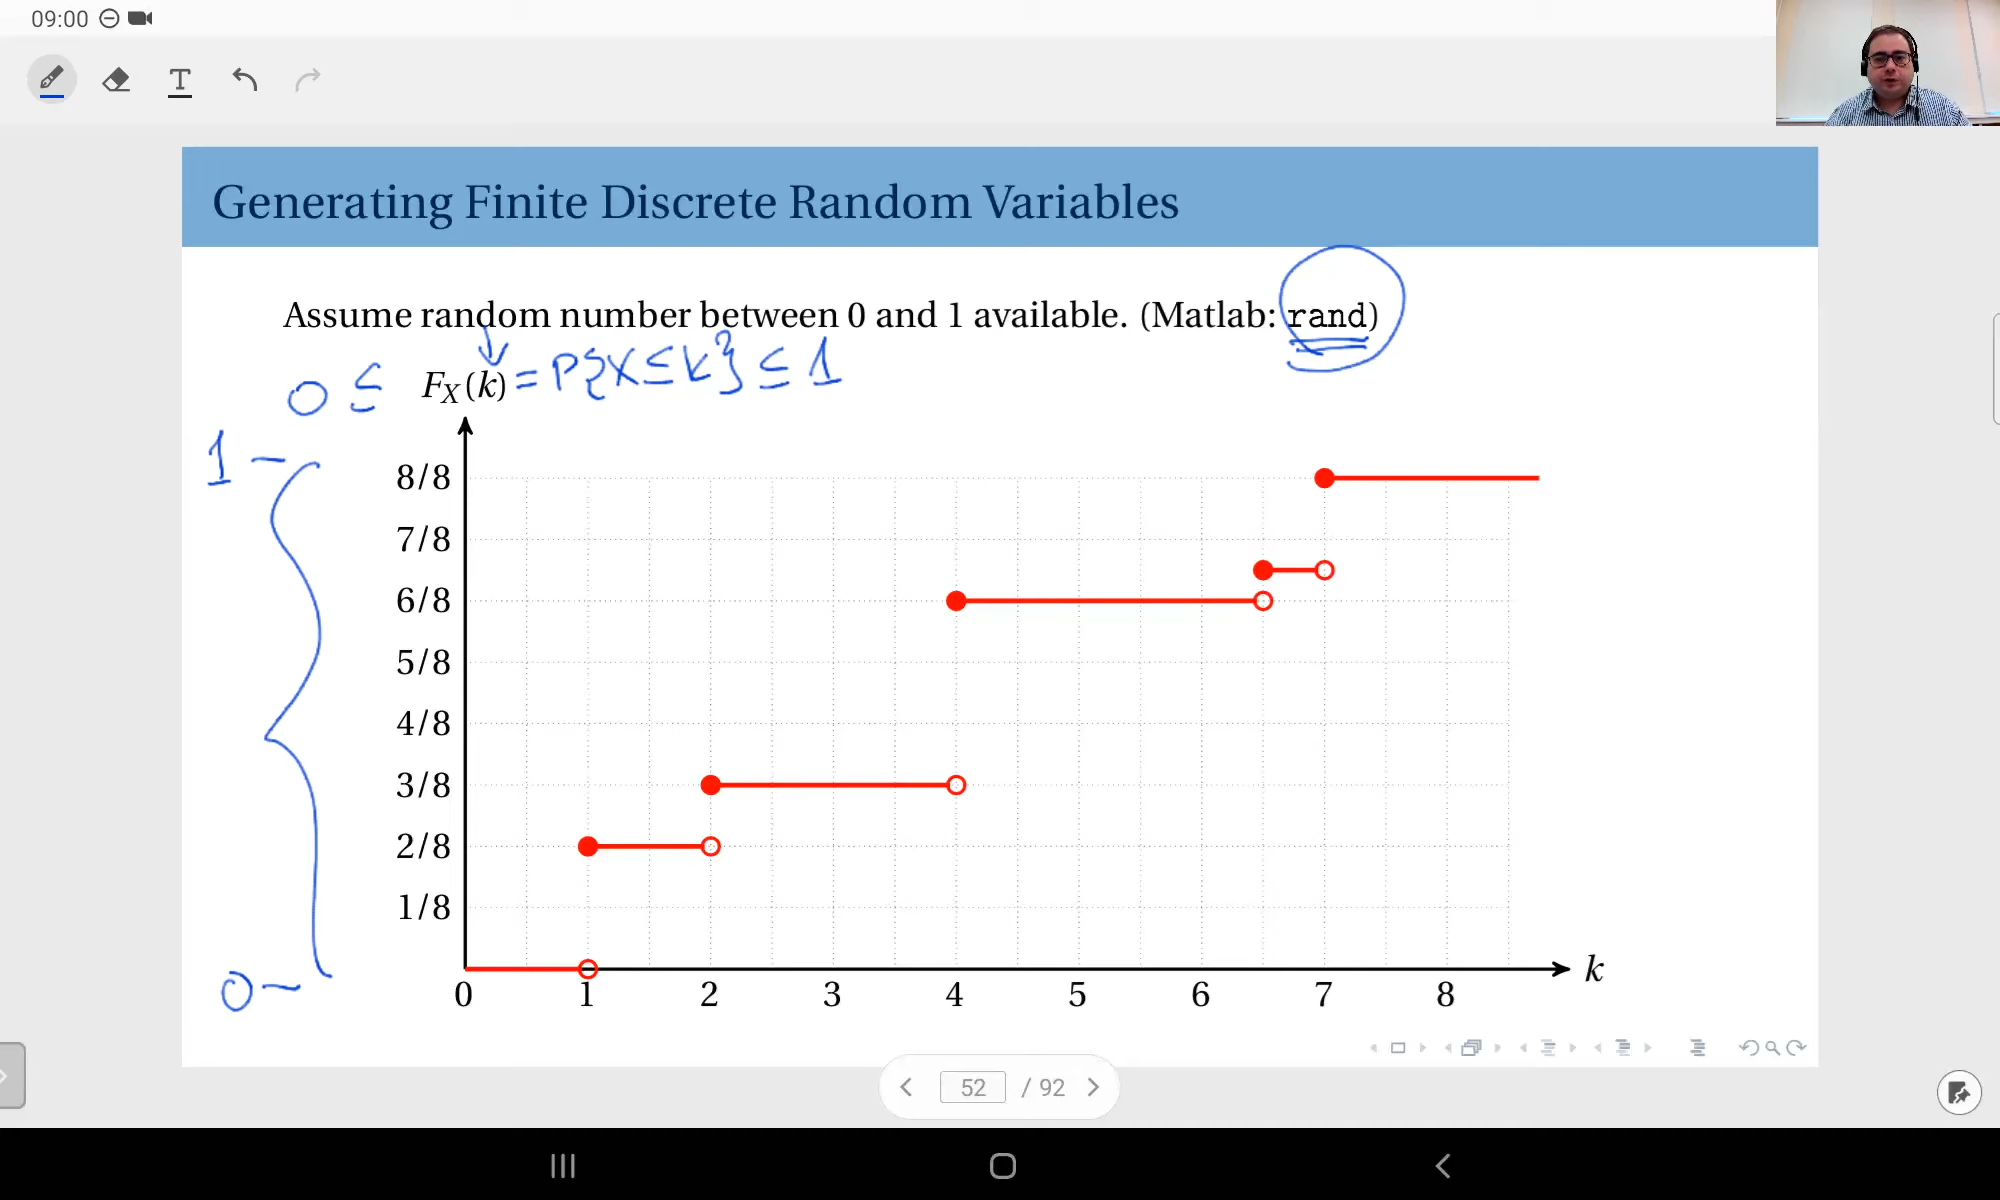 09:00
T
Generating Finite Discrete Random Variables
Assume random number between 0 and 1 available. (Matlab: rand)
0 ≤ F_X(k) = P{X ≤ k} ≤ 1
1 –
8/8
7/8
6/8
5/8
4/8
3/8
2/8
1/8
0 –
k
0 1 2 3 4 5 6 7 8
52 / 92